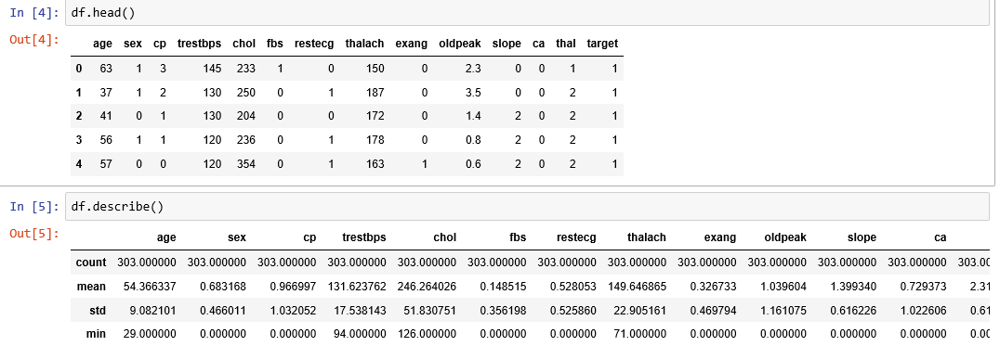 In [4]: df.head()
Out[4]:
age sex cp trestbps chol fbs restecg thalach exang oldpeak slope ca thal target
0 63 1 3 145 233 1 0 150 0 2.3 0 0 1 1
1 37 1 2 130 250 0 1 187 0 3.5 0 0 2 1
2 41 0 1 130 204 0 0 172 0 1.4 2 0 2 1
3 56 1 1 120 236 0 1 178 0 0.8 2 0 2 1
4 57 0 0 120 354 0 1 163 1 0.6 2 0 2 1
In [5]: df.describe()
Out[5]:
age sex cp trestbps chol fbs restecg thalach exang oldpeak slope ca
count 303.000000 303.000000 303.000000 303.000000 303.000000 303.000000 303.000000 303.000000 303.000000 303.000000 303.000000 303.000000 303.0
mean 54.366337 0.683168 0.966997 131.623762 246.264026 0.148515 0.528053 149.646865 0.326733 1.039604 1.399340 0.729373 2.31
std 9.082101 0.466011 1.032052 17.538143 51.830751 0.356198 0.525860 22.905161 0.469794 1.161075 0.616226 1.022606 0.61
min 29.000000 0.000000 0.000000 94.000000 126.000000 0.000000 0.000000 71.000000 0.000000 0.000000 0.000000 0.000000 0.00